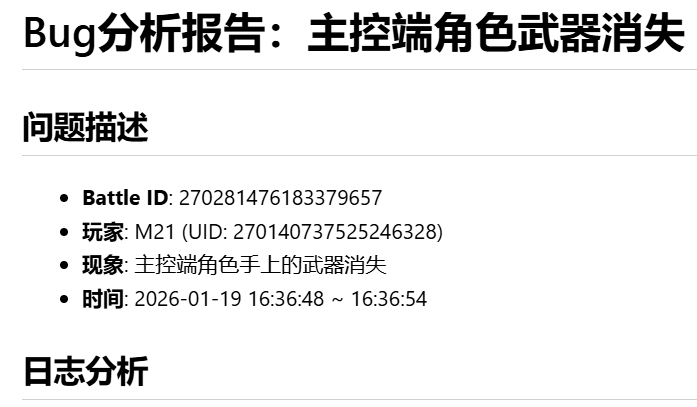 Bug分析报告：主控端角色武器消失
问题描述
Battle ID: 270281476183379657
玩家: M21 (UID: 270140737525246328)
现象: 主控端角色手上的武器消失
时间: 2026-01-19 16:36:48 ~ 16:36:54
日志分析